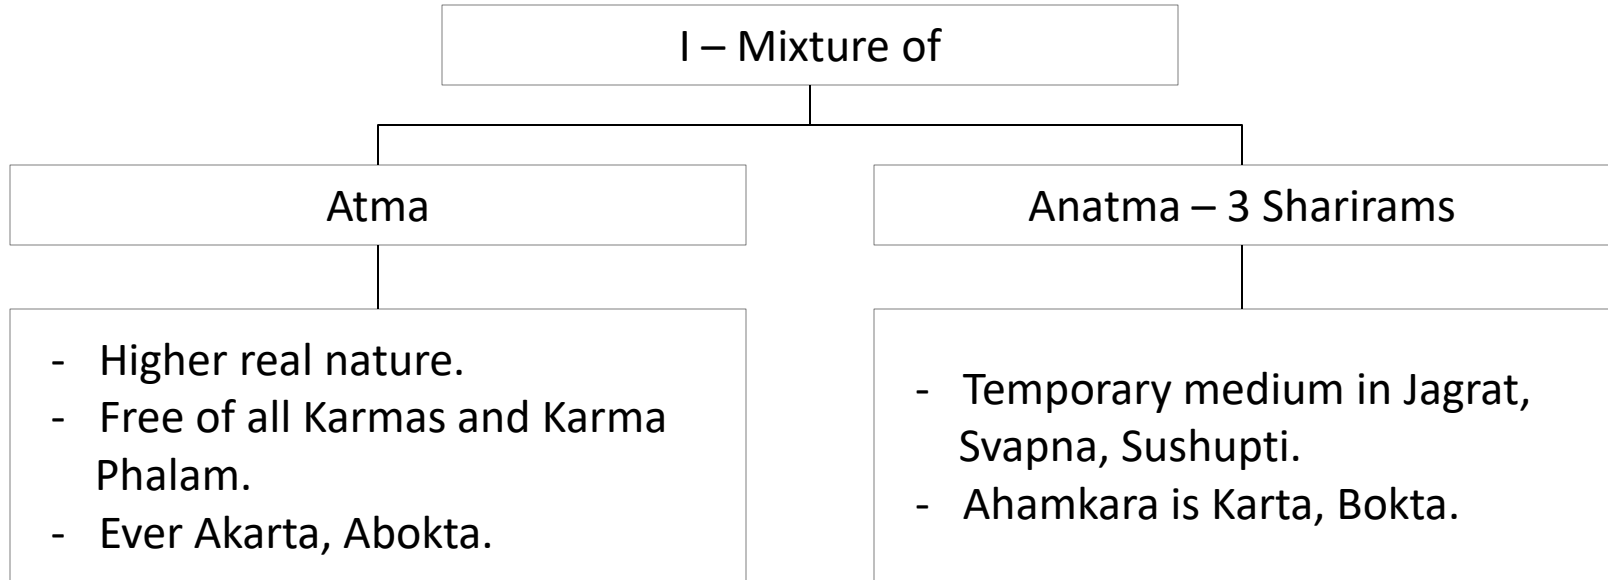 I – Mixture of
Atma
Anatma – 3 Sharirams
- Higher real nature.
- Free of all Karmas and Karma
Phalam.
- Ever Akarta, Abokta.
- Temporary medium in Jagrat,
Svapna, Sushupti.
- Ahamkara is Karta, Bokta.